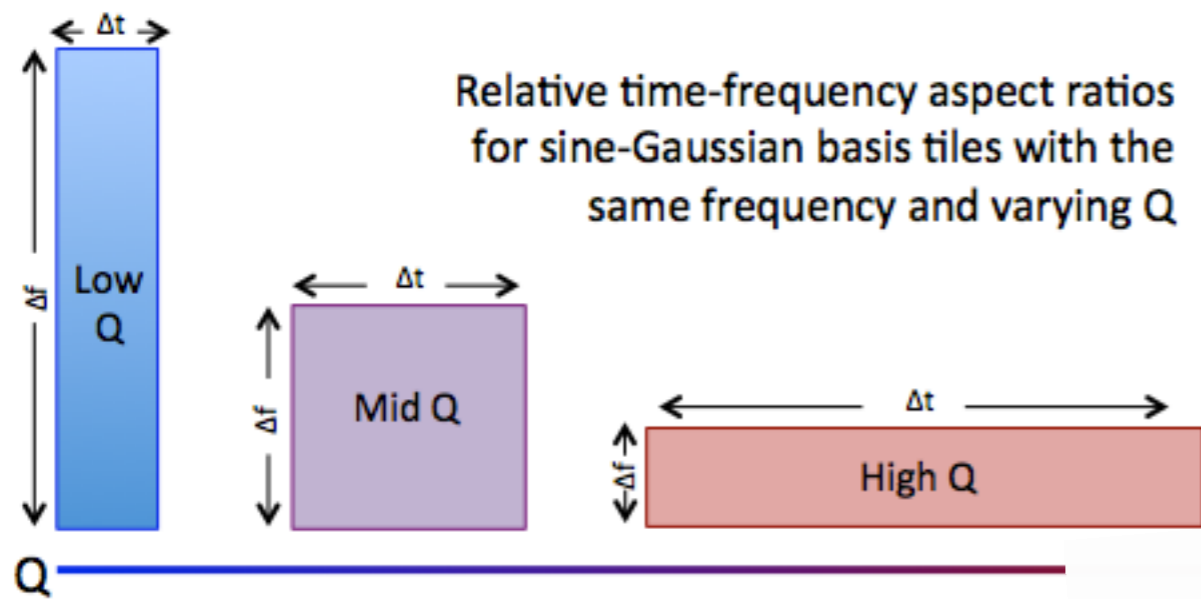 Δt
Relative time-frequency aspect ratios
for sine-Gaussian basis tiles with the
same frequency and varying Q
Δf
Low
Q
Δt
Δf
Mid Q
Δt
Δf
High Q
Q